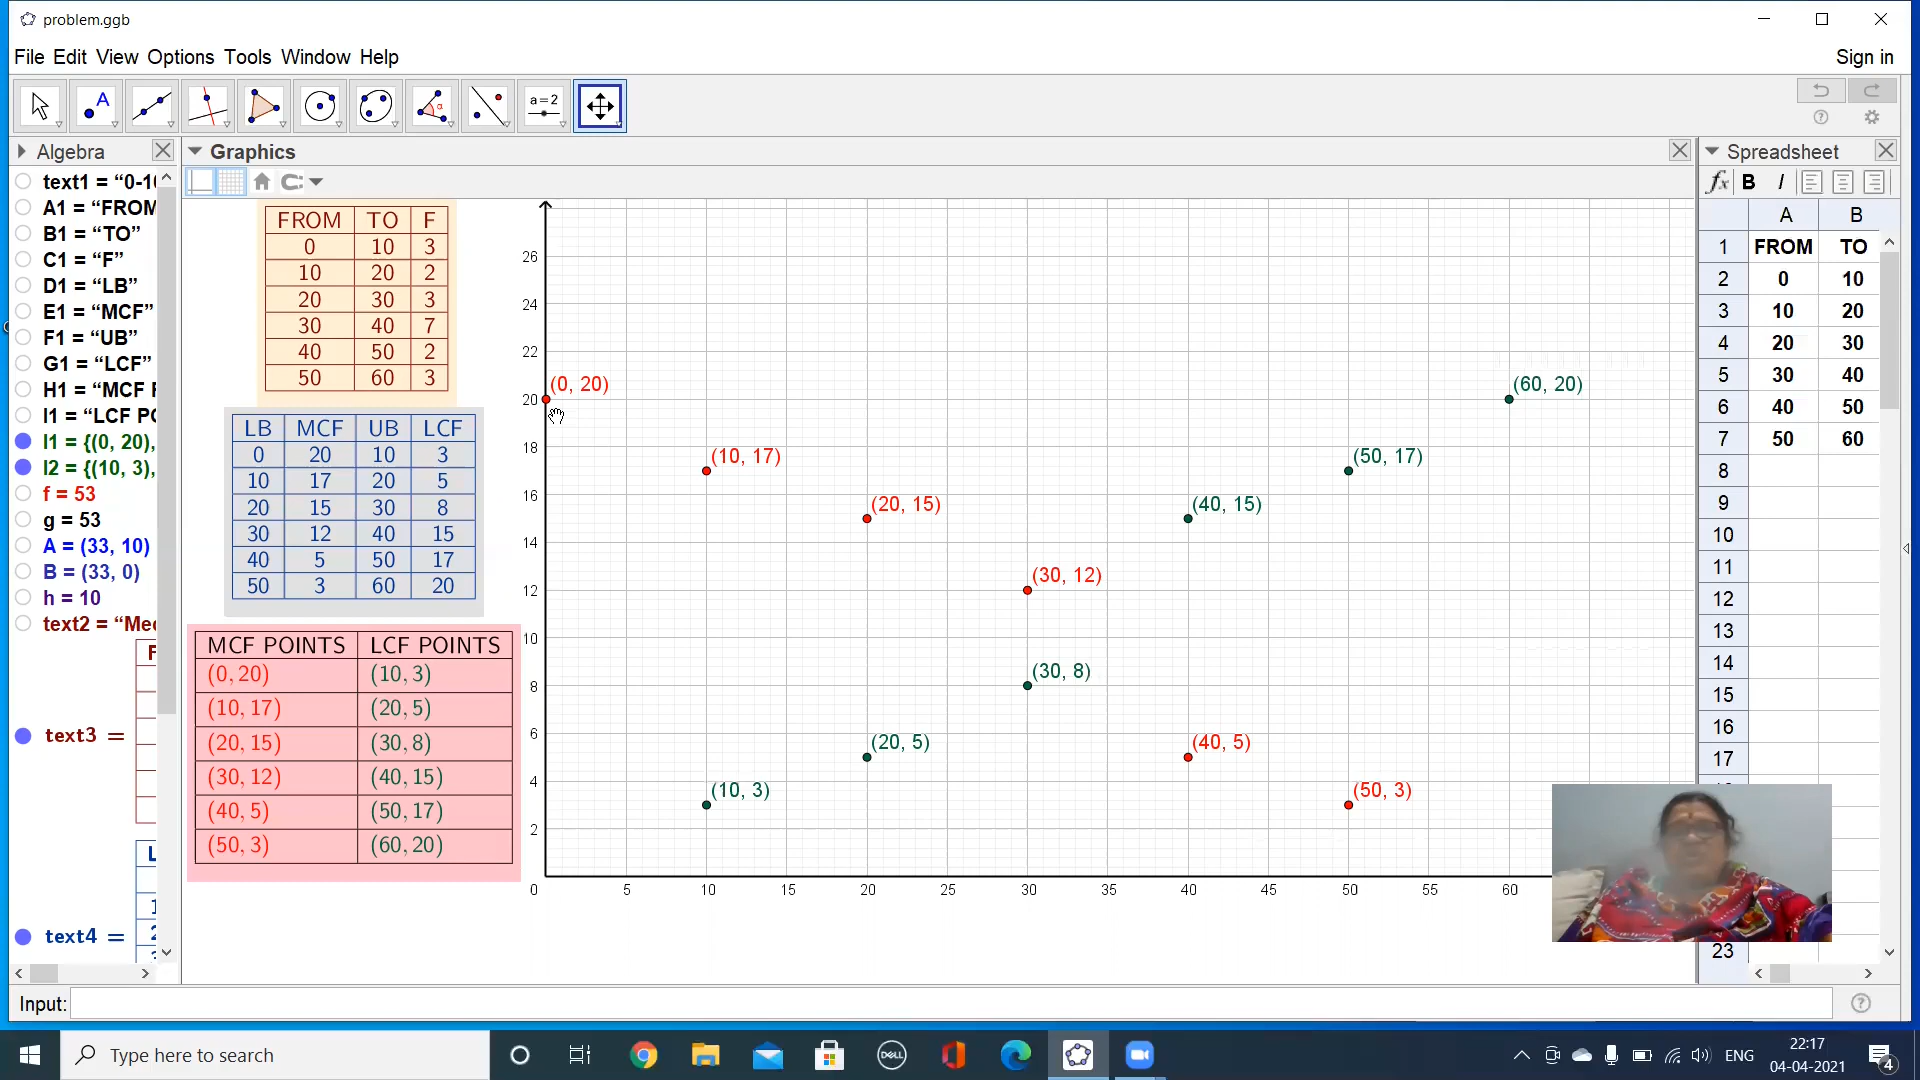 problem.ggb
File Edit View Options Tools Window Help
Sign in
A
α
a=2
Algebra
text1 = “0-10
A1 = “FROM
B1 = “TO”
C1 = “F”
D1 = “LB”
E1 = “MCF”
F1 = “UB”
G1 = “LCF”
H1 = “MCF P
I1 = “LCF PO
l1 = {(0, 20),
l2 = {(10, 3),
f = 53
g = 53
A = (33, 10)
B = (33, 0)
h = 10
text2 = “Med
text3 =
text4 =
Graphics
FROM TO F
0 10 3
10 20 2
20 30 3
30 40 7
40 50 2
50 60 3
LB MCF UB LCF
0 20 10 3
10 17 20 5
20 15 30 8
30 12 40 15
40 5 50 17
50 3 60 20
MCF POINTS LCF POINTS
(0, 20) (10, 3)
(10, 17) (20, 5)
(20, 15) (30, 8)
(30, 12) (40, 15)
(40, 5) (50, 17)
(50, 3) (60, 20)
26
24
22
20
18
16
14
12
10
8
6
4
2
0 5 10 15 20 25 30 35 40 45 50 55 60
(0, 20)
(60, 20)
(10, 17)
(50, 17)
(20, 15)
(40, 15)
(30, 12)
(30, 8)
(20, 5)
(40, 5)
(10, 3)
(50, 3)
Spreadsheet
fx B I
A B
1 FROM TO
2 0 10
3 10 20
4 20 30
5 30 40
6 40 50
7 50 60
8
9
10
11
12
13
14
15
16
17
23
Input:
Type here to search
DELL
ENG
22:17
04-04-2021
4